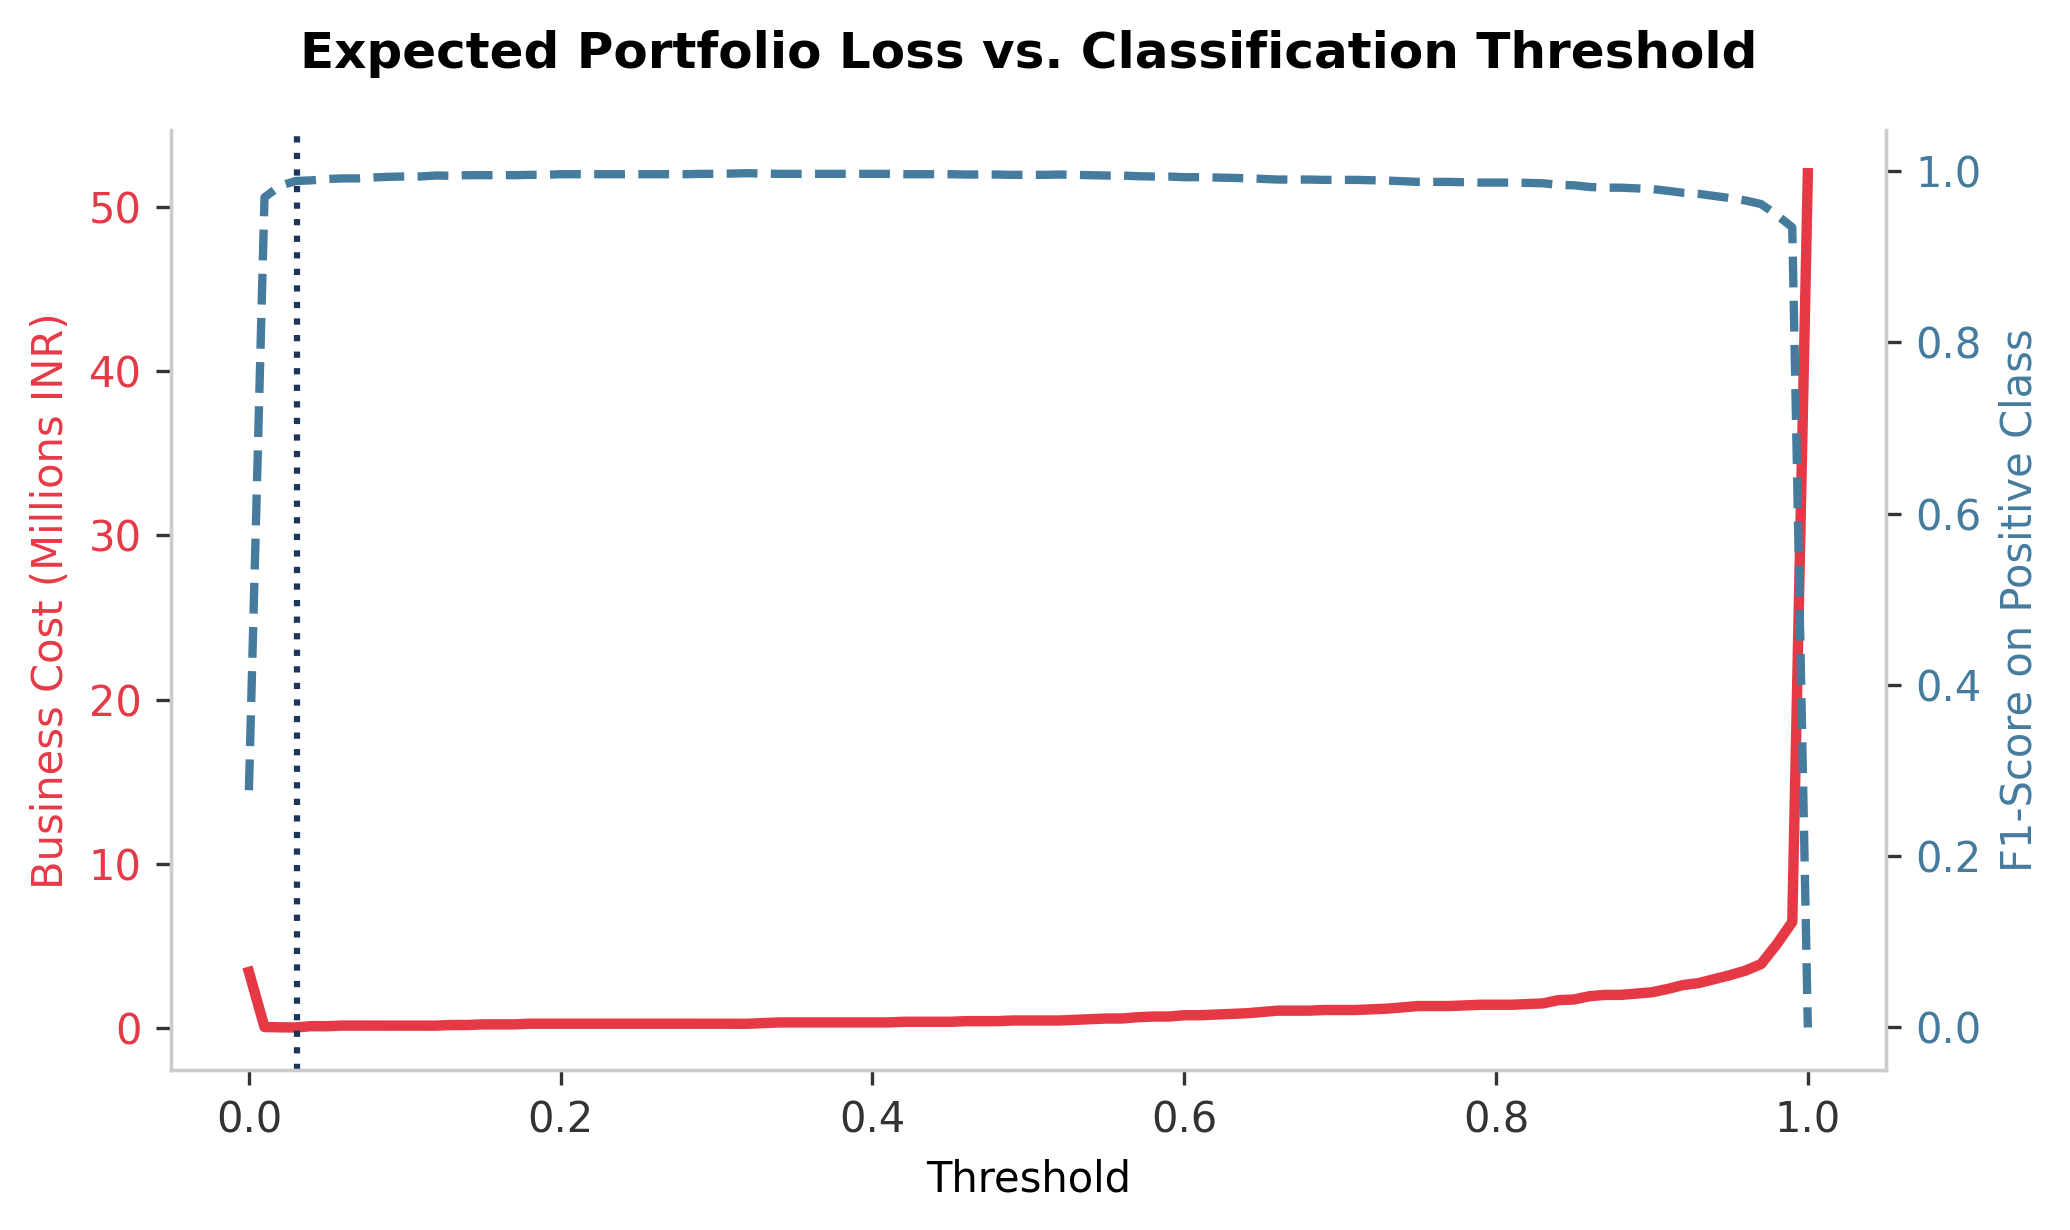 Expected Portfolio Loss vs. Classification Threshold
Business Cost (Millions INR)
50
40
30
20
10
0
1.0
0.8
0.6
0.4
0.2
0.0
F1-Score on Positive Class
0.0 0.2 0.4 0.6 0.8 1.0
Threshold